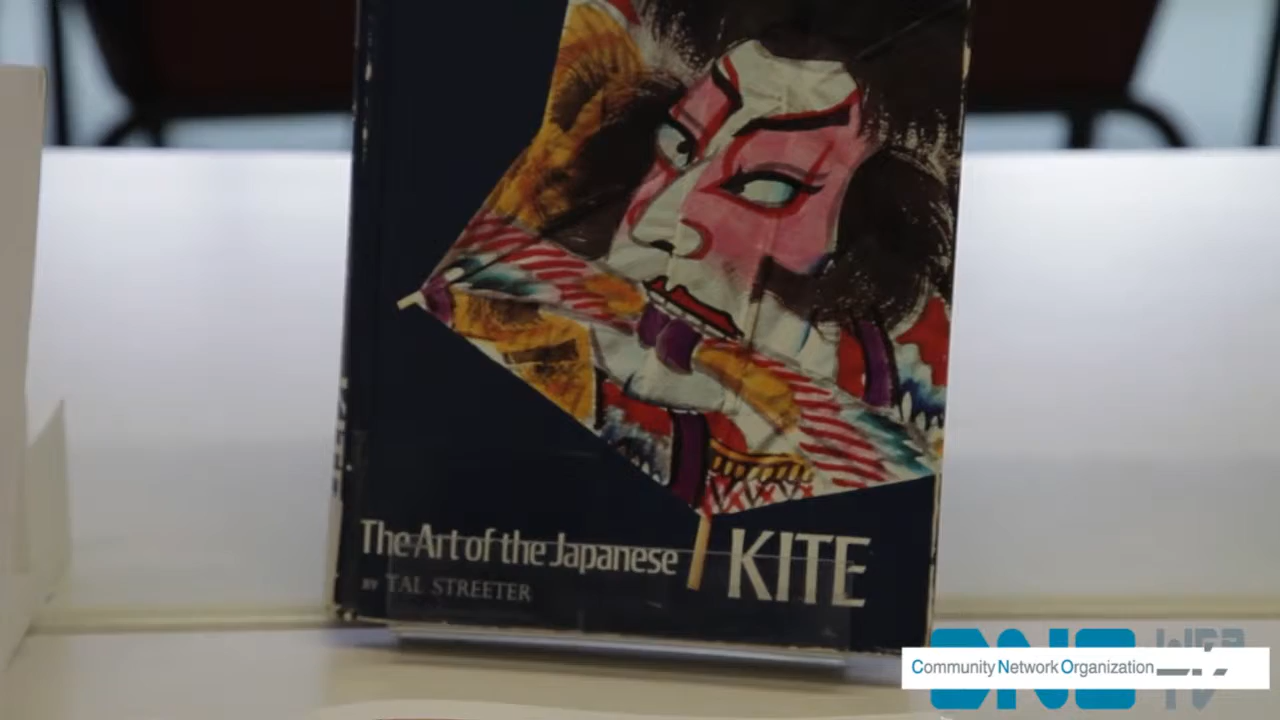 The Art of the Japanese KITE
BY TAL STREETER
Community Network Organization